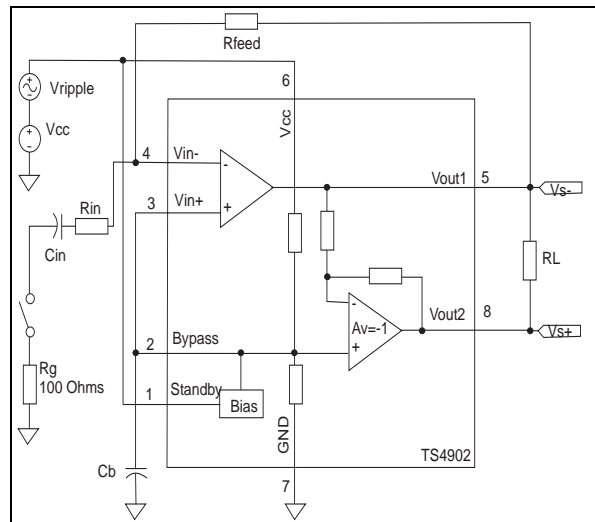 Rfeed
6
Vripple
Vcc
Vcc
4
Vin-
-
Vout1
5
Vs-
3
Vin+
+
Rin
Cin
RL
-
Av=-1
+
Vout2
8
Vs+
2
Bypass
Rg
100 Ohms
1
Standby
Bias
GND
TS4902
Cb
7